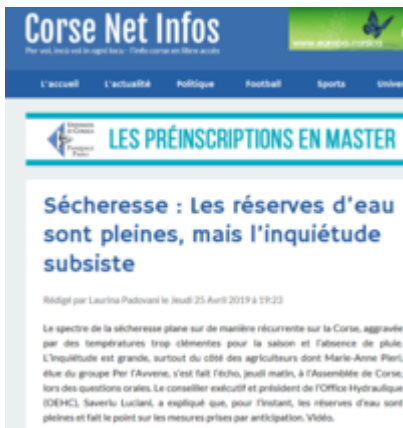 Corse Net Infos
Per voi, incù voi in ogni locu - l'info corse en libre accès
L'accueil L'actualité Politique Football Sports
LES PRÉINSCRIPTIONS EN MASTER
Sécheresse : Les réserves d'eau
sont pleines, mais l'inquiétude
subsiste
Rédigé par Laurina Padovani le Jeudi 25 Avril 2019 à 19:23
Le spectre de la sécheresse plane sur de manière récurrente sur la Corse, aggravée
par des températures trop clémentes pour la saison et l'absence de pluie.
L'inquiétude est grande, surtout du côté des agriculteurs dont Marie-Anne Pieri,
élue du groupe Per l'Avvene, s'est fait l'écho, jeudi matin, à l'Assemblée de Corse,
lors des questions orales. Le conseiller exécutif et président de l'Office Hydraulique
(OEHC), Saveriu Luciani, a expliqué que, pour l'instant, les réserves d'eau sont
pleines et fait le point sur les mesures prises par anticipation. Vidéo.